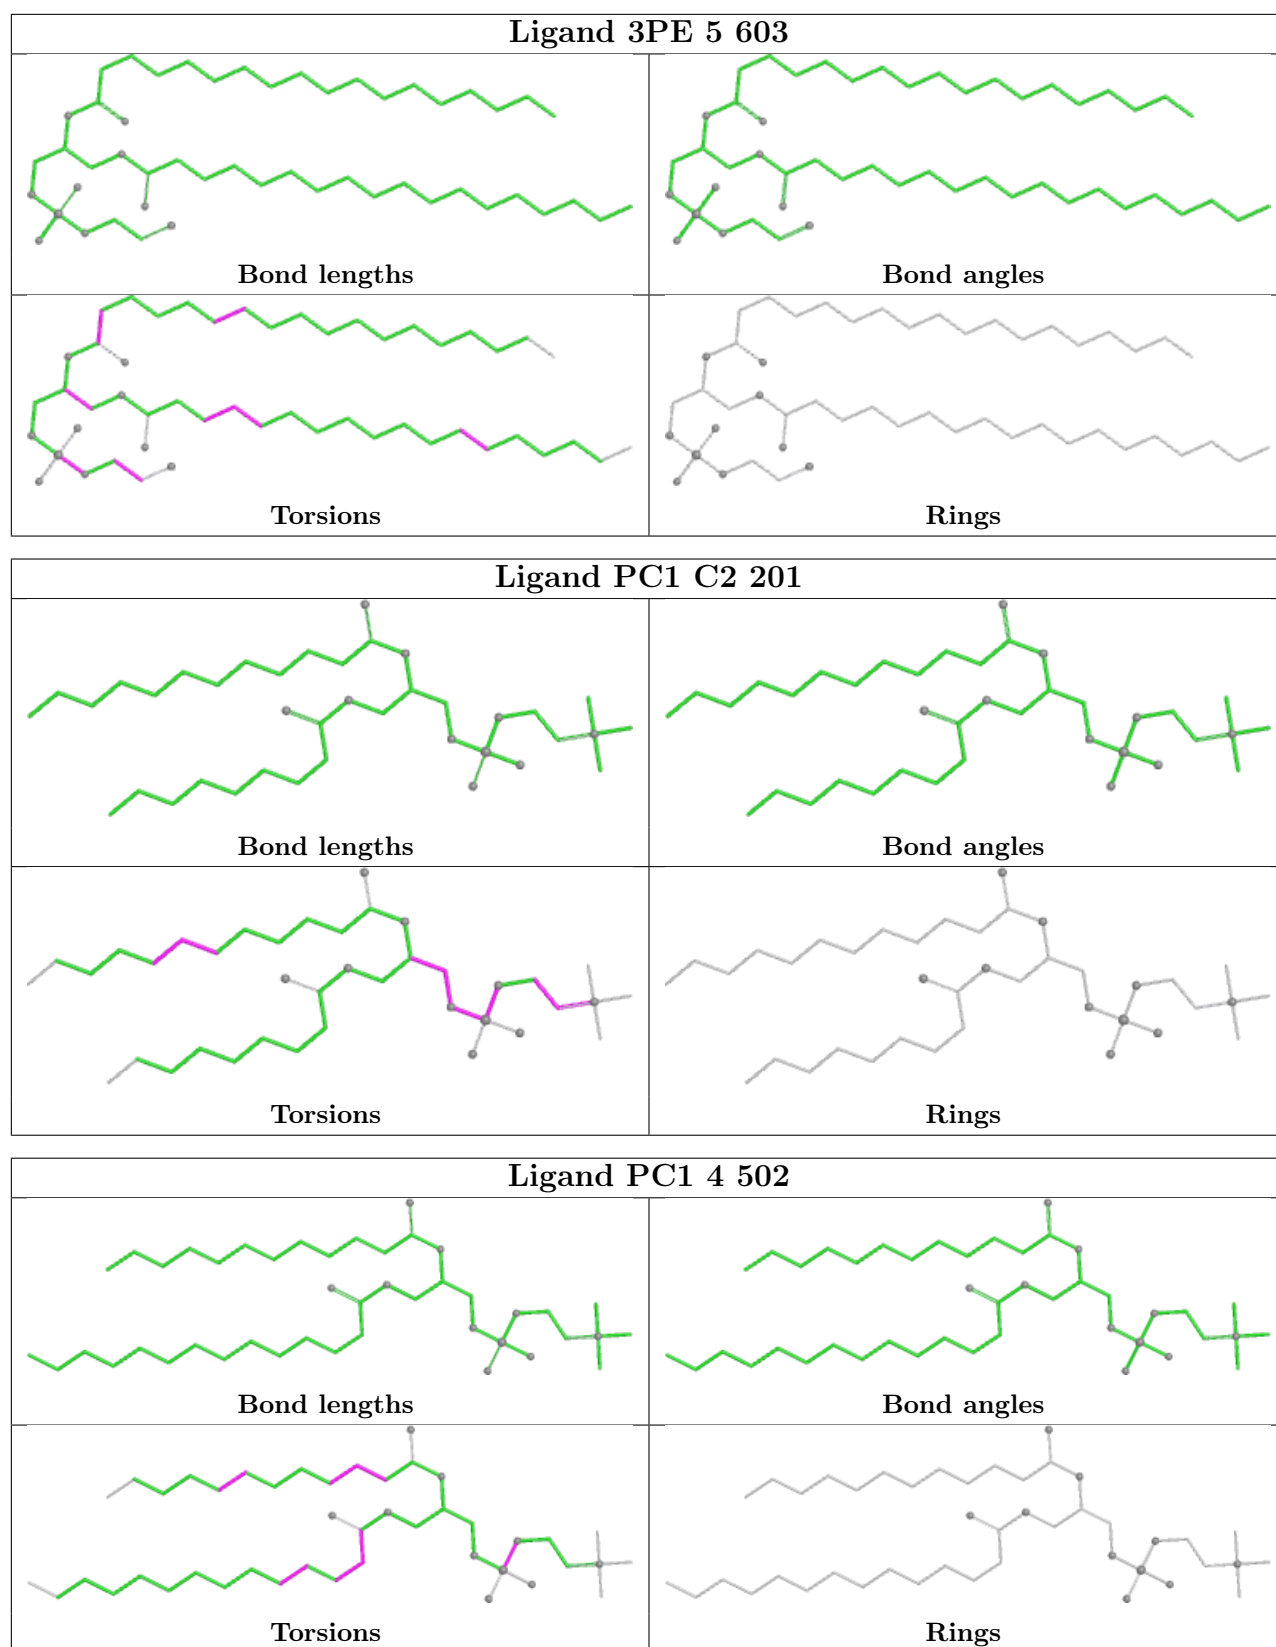 Ligand 3PE 5 603
Bond lengths
Bond angles
Torsions
Rings
Ligand PC1 C2 201
Bond lengths
Bond angles
Torsions
Rings
Ligand PC1 4 502
Bond lengths
Bond angles
Torsions
Rings